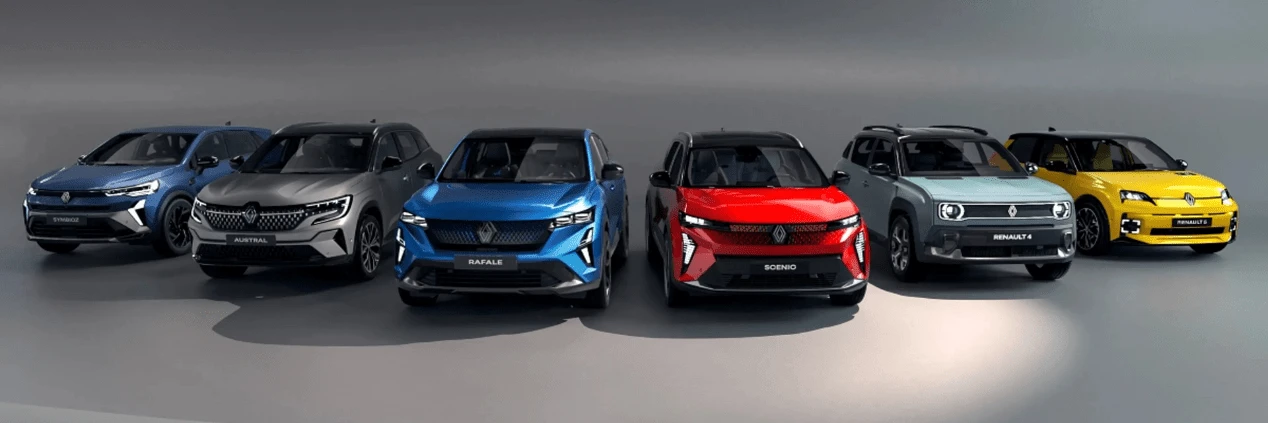 SYMBIOZ
AUSTRAL
RAFALE
SCENIC
RENAULT 4
RENAULT 5